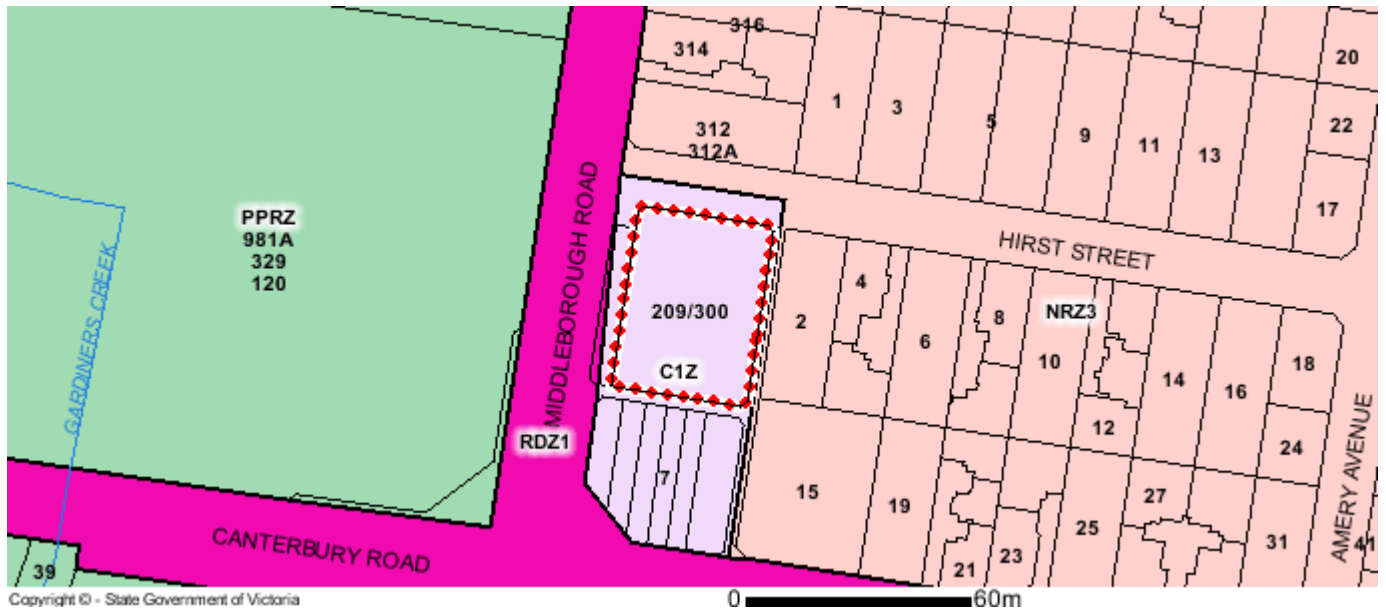 316
314
20
1
3
5
9
11
13
22
312
312A
17
PPRZ
981A
329
120
GARDINERS CREEK
MIDDLEBOROUGH ROAD
HIRST STREET
209/300
C1Z
2
4
6
8
NRZ3
10
14
16
18
12
24
RDZ1
7
15
19
21
23
25
27
31
AMERY AVENUE
41
CANTERBURY ROAD
39
Copyright © - State Government of Victoria
0
60m